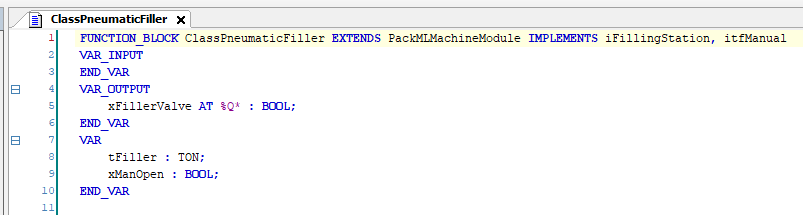 ClassPneumaticFiller
1 FUNCTION_BLOCK ClassPneumaticFiller EXTENDS PackMLMachineModule IMPLEMENTS iFillingStation, itfManual
2 VAR_INPUT
3 END_VAR
4 VAR_OUTPUT
5 xFillerValve AT %Q* : BOOL;
6 END_VAR
7 VAR
8 tFiller : TON;
9 xManOpen : BOOL;
10 END_VAR
11